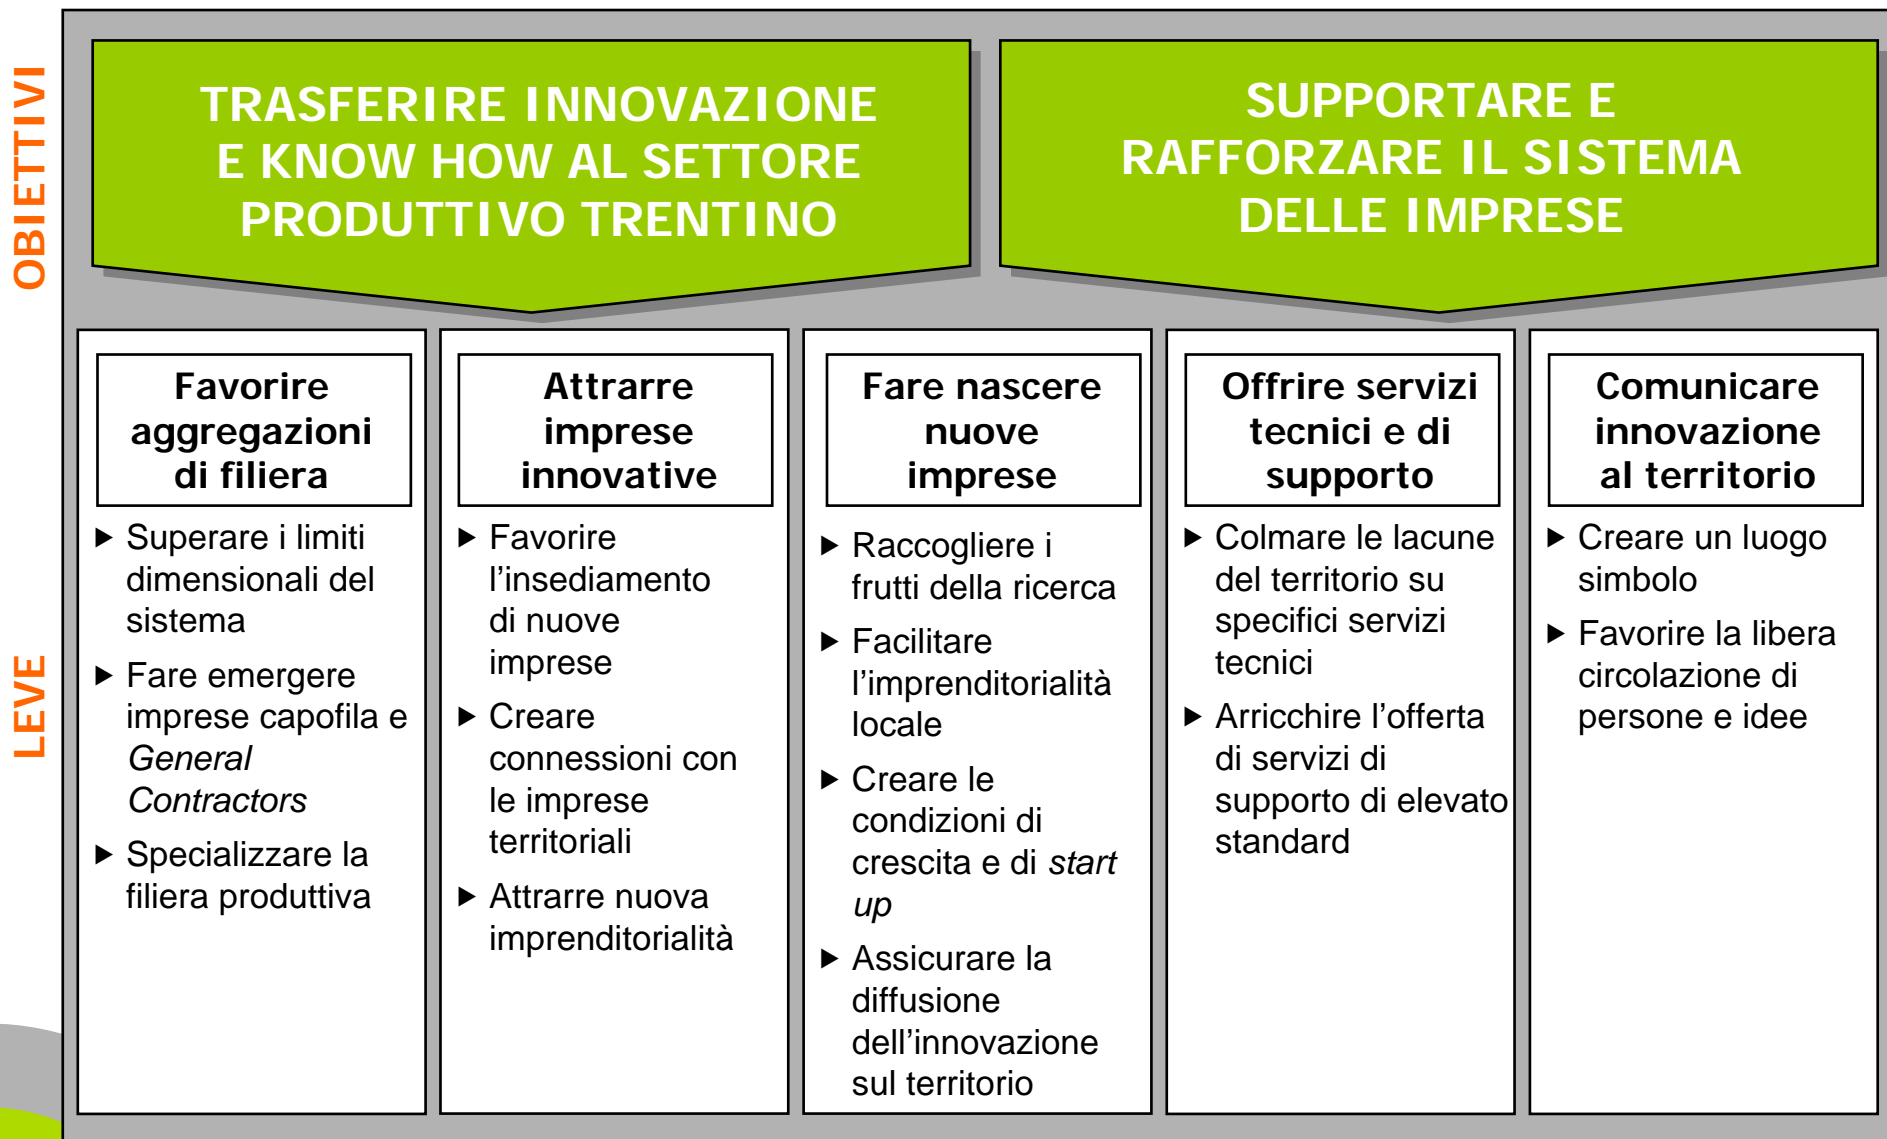 OBIETTIVI
TRASFERIRE INNOVAZIONE
E KNOW HOW AL SETTORE
PRODUTTIVO TRENTINO
SUPPORTARE E
RAFFORZARE IL SISTEMA
DELLE IMPRESE
LEVE
Favorire
aggregazioni
di filiera
▶ Superare i limiti
dimensionali del
sistema
▶ Fare emergere
imprese capofila e
General
Contractors
▶ Specializzare la
filiera produttiva
Attrarre
imprese
innovative
▶ Favorire
l’insediamento
di nuove
imprese
▶ Creare
connessioni con
le imprese
territoriali
▶ Attrarre nuova
imprenditorialità
Fare nascere
nuove
imprese
▶ Raccogliere i
frutti della ricerca
▶ Facilitare
l’imprenditorialità
locale
▶ Creare le
condizioni di
crescita e di start
up
▶ Assicurare la
diffusione
dell’innovazione
sul territorio
Offrire servizi
tecnici e di
supporto
▶ Colmare le lacune
del territorio su
specifici servizi
tecnici
▶ Arricchire l’offerta
di servizi di
supporto di elevato
standard
Comunicare
innovazione
al territorio
▶ Creare un luogo
simbolo
▶ Favorire la libera
circolazione di
persone e idee